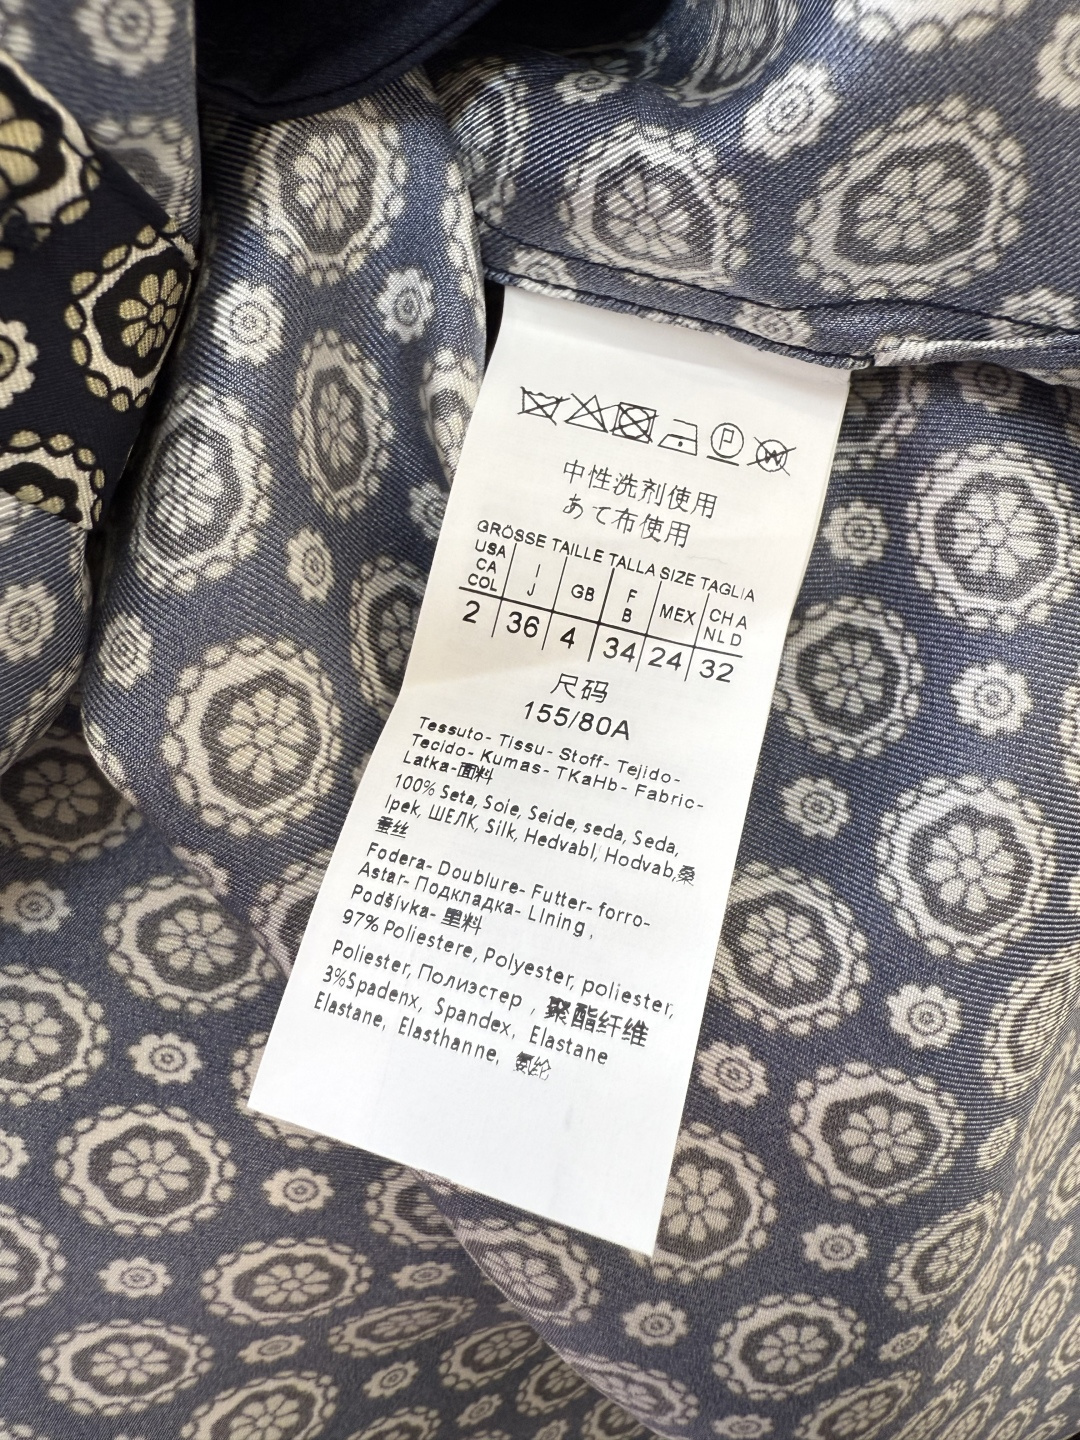 中性洗剂使用
あて布使用
GRÖSSE TAILLE TALLA SIZE TAGLIA
USA CA COL I J GB F B MEX CHA NLD
2 36 4 34 24 32
尺码
155/80A
Tessuto- Tissu- Stoff- Tejido-
Tecido- Kumas- TKaHb- Fabric-
Latka-面料
100% Seta, Soie, Seide, seda, Seda,
Ipek, ШЕЛК, Silk, Hedvabl, Hodvab,桑
蚕丝
Fodera- Doublure- Futter- forro-
Astar- Подкладка- LIning,
Podšívka- 里料
97% Poliestere, Polyester, poliester,
Poliester, Полиэстер , 聚酯纤维
3%Spadenx, Spandex, Elastane
Elastane, Elasthanne, 氨纶